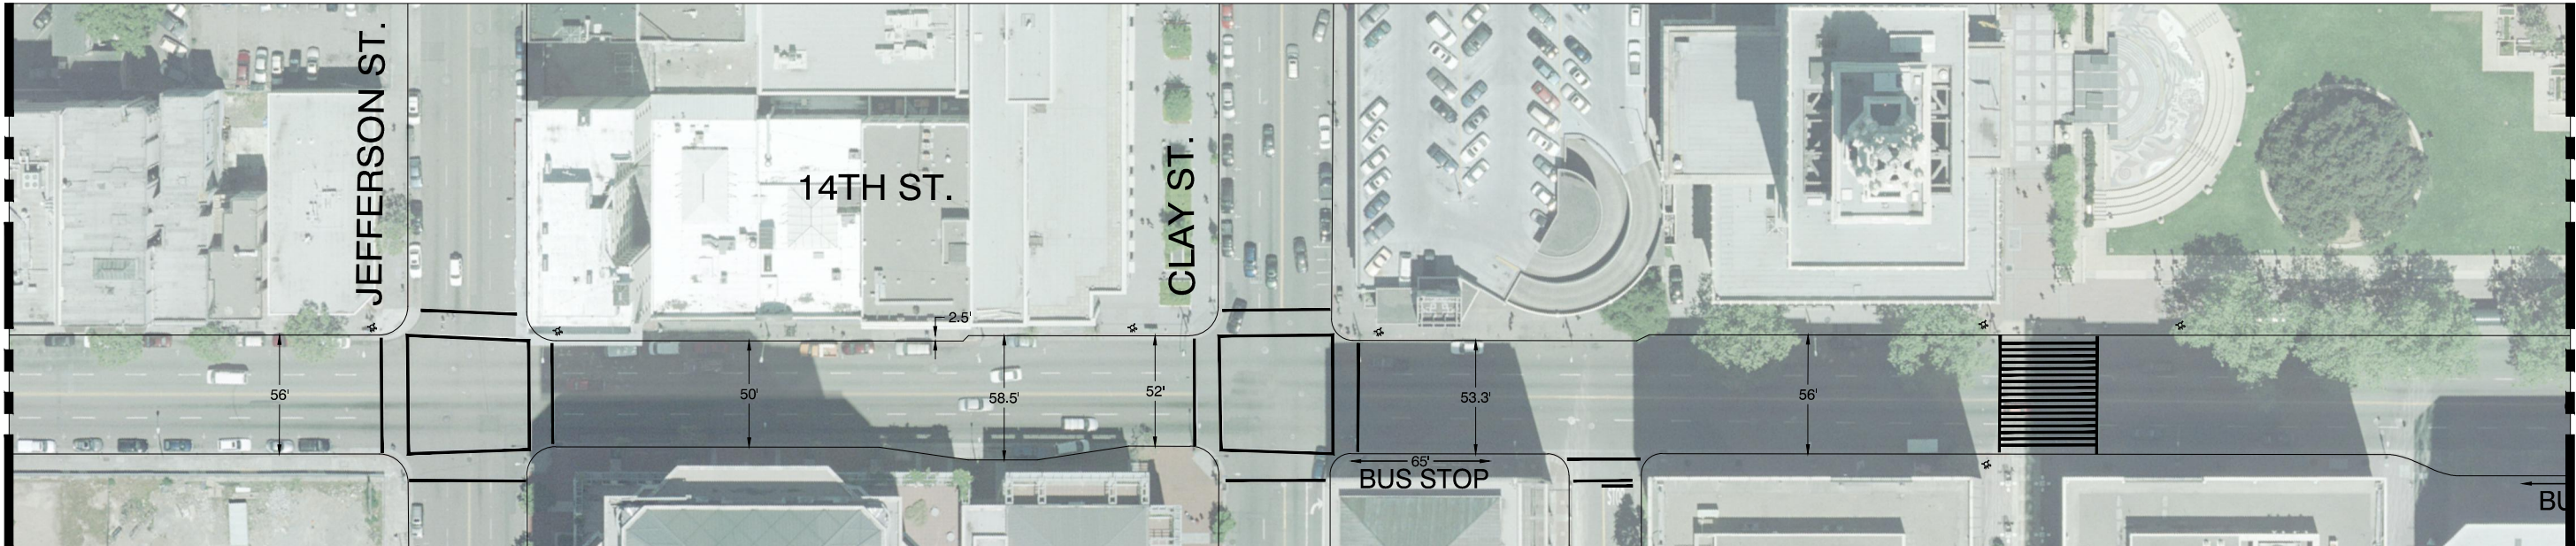 JEFFERSON ST.
14TH ST.
CLAY ST.
2.5'
56'
50'
58.5'
52'
53.3'
56'
65'
BUS STOP
BU